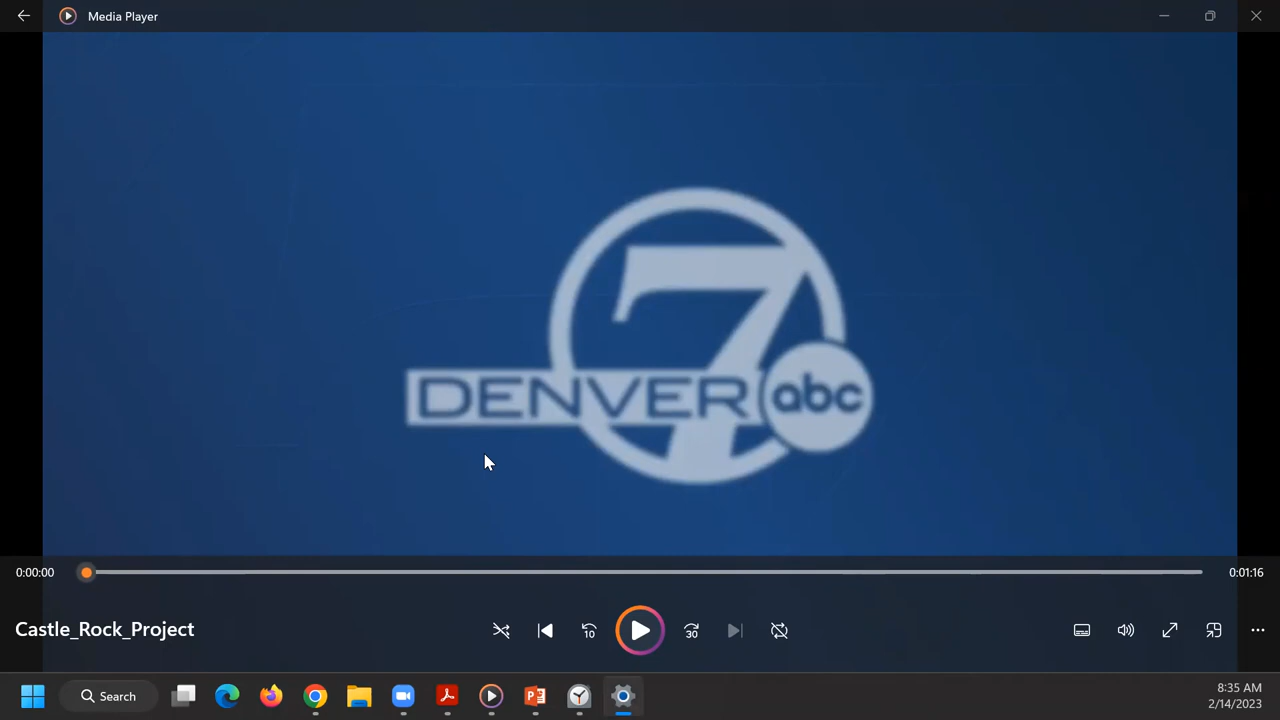 Media Player
7
DENVER abc
0:00:00
0:01:16
Castle_Rock_Project
10
30
Search
8:35 AM
2/14/2023